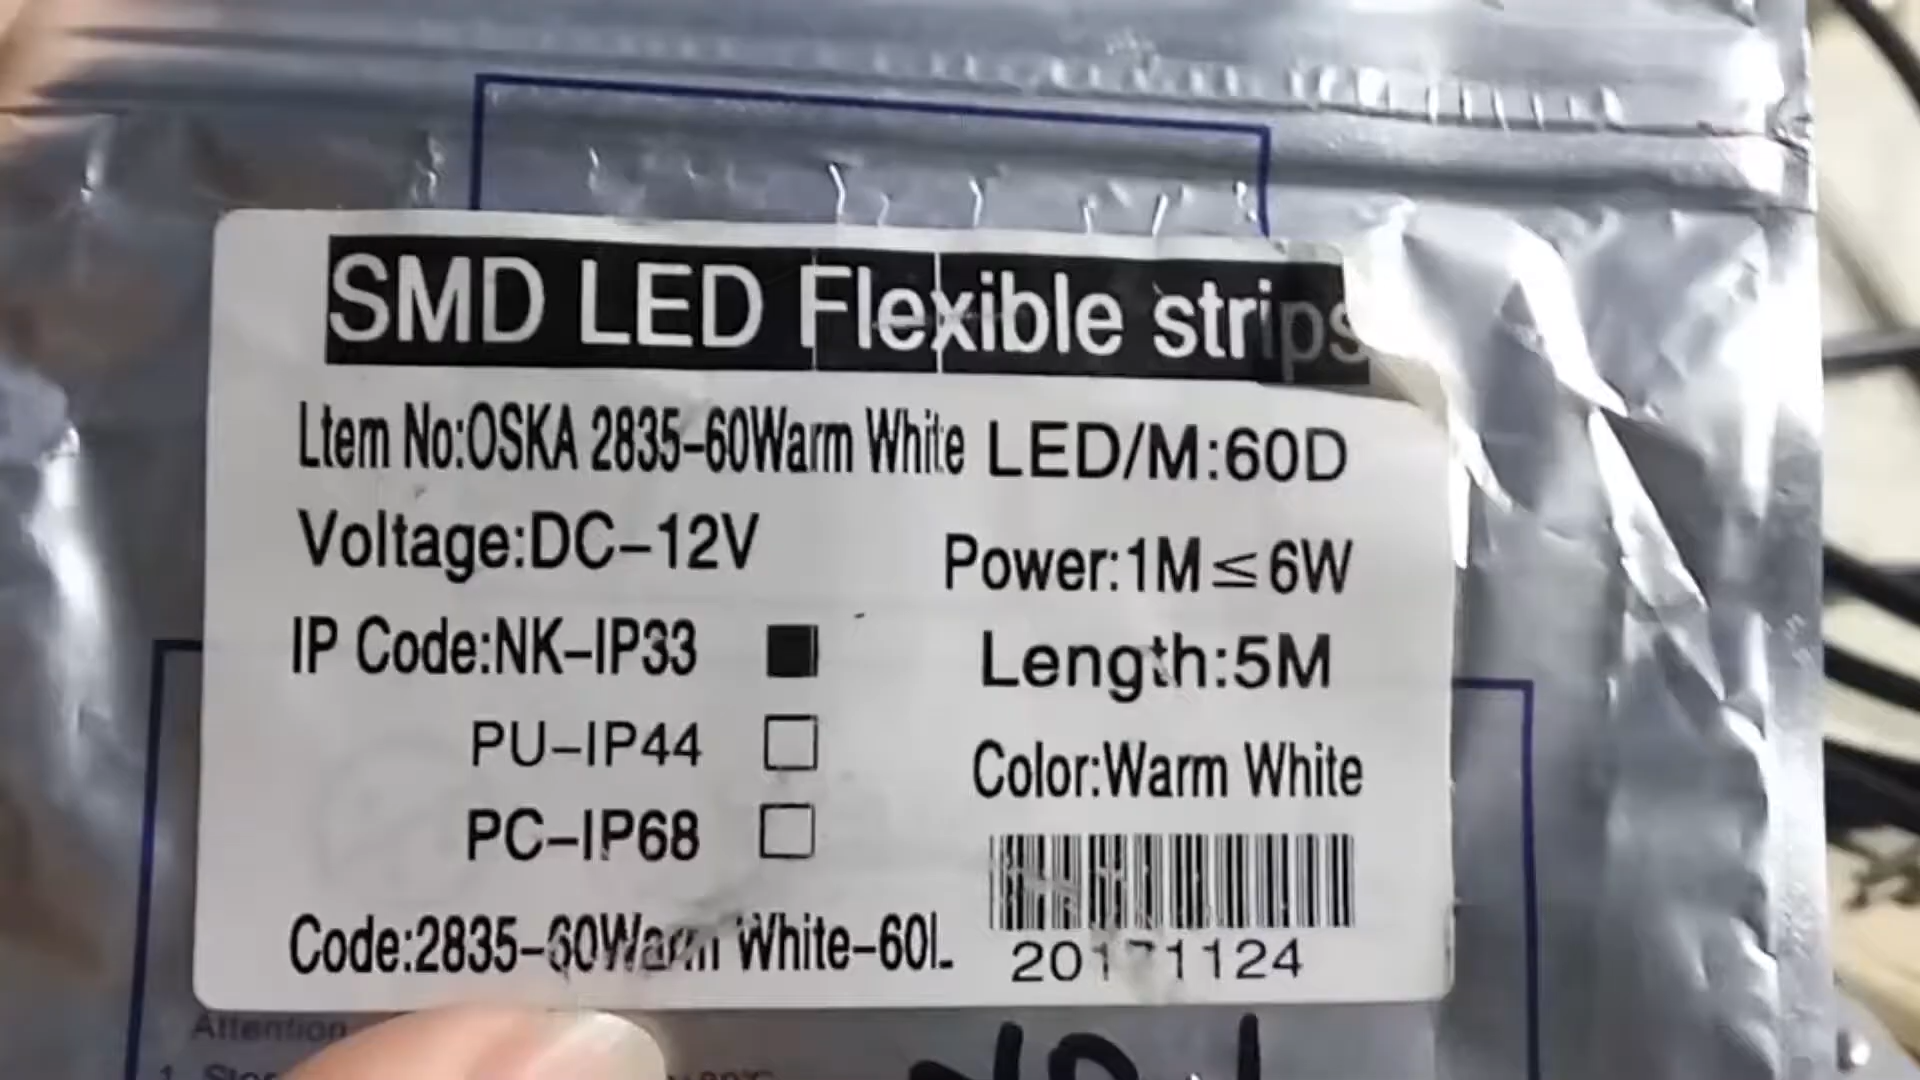 SMD LED Flexible strips
Ltem No:OSKA 2835-60Warm White LED/M:60D
Voltage:DC-12V
Power:1M≤6W
IP Code:NK-IP33 ■
Length:5M
PU-IP44 □
Color:Warm White
PC-IP68 □
Code:2835-60Warm White-60L
20171124
Attention